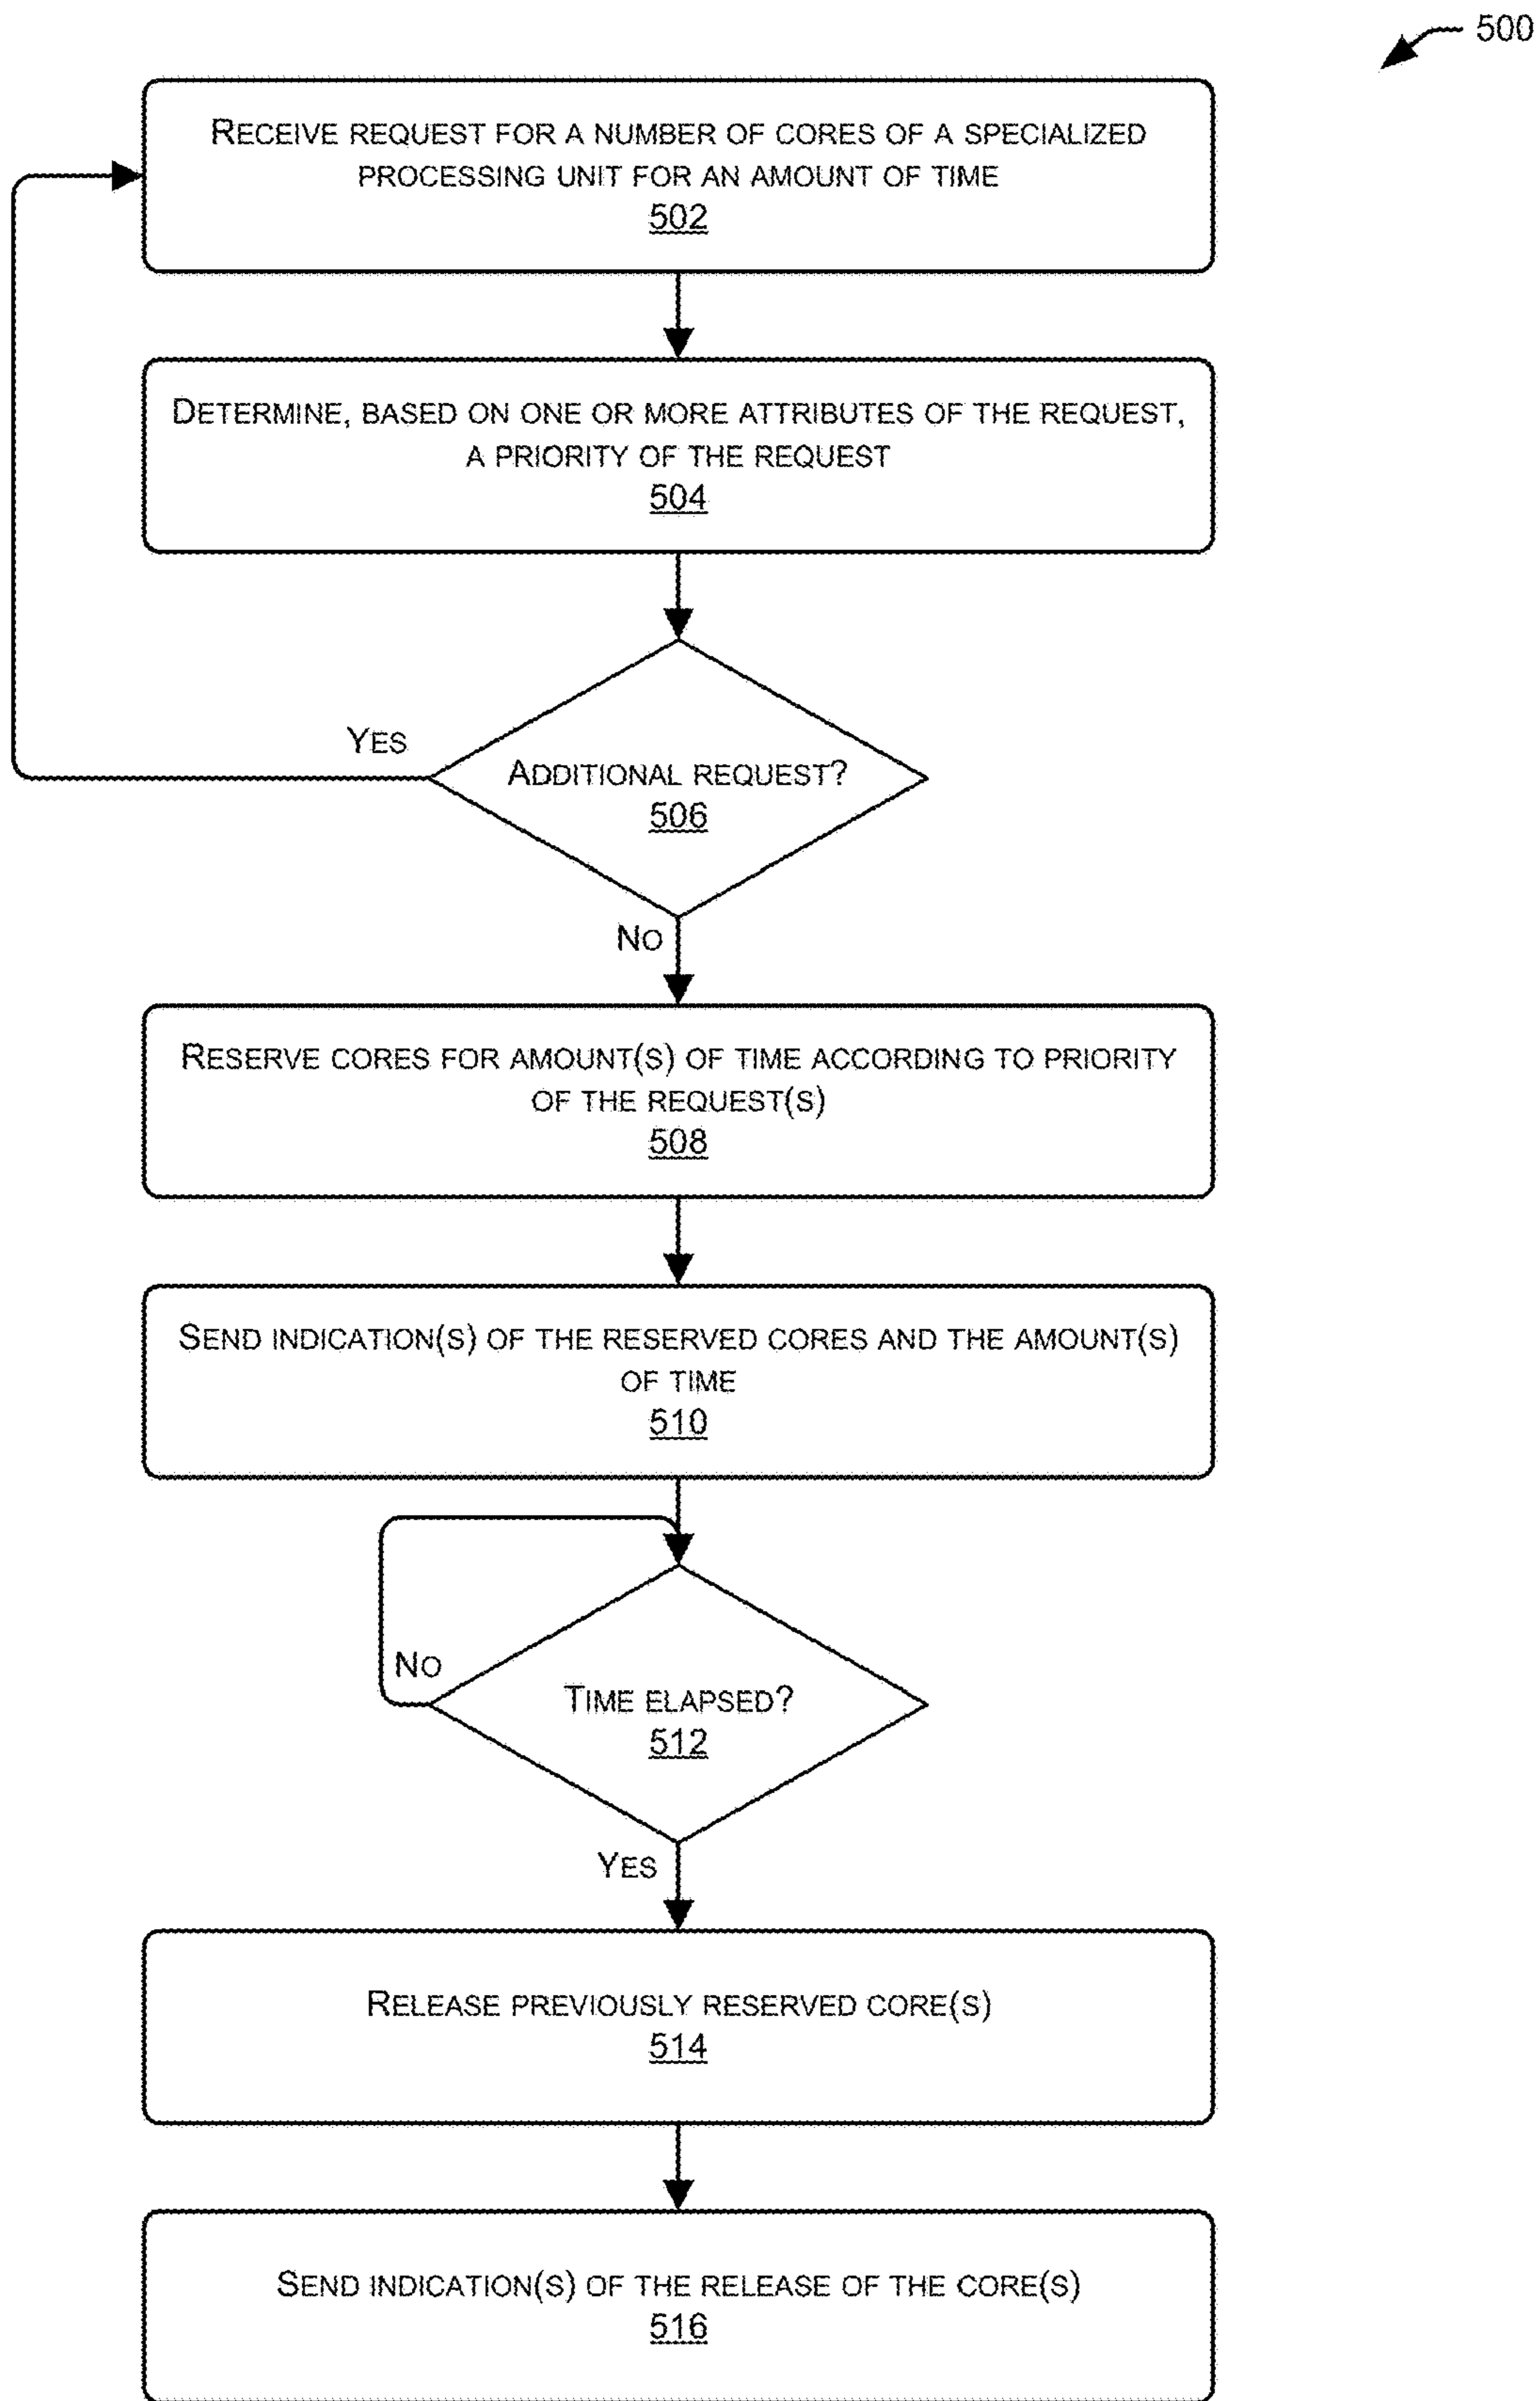 500
RECEIVE REQUEST FOR A NUMBER OF CORES OF A SPECIALIZED
PROCESSING UNIT FOR AN AMOUNT OF TIME
502
DETERMINE, BASED ON ONE OR MORE ATTRIBUTES OF THE REQUEST,
A PRIORITY OF THE REQUEST
504
YES
ADDITIONAL REQUEST?
506
NO
RESERVE CORES FOR AMOUNT(S) OF TIME ACCORDING TO PRIORITY
OF THE REQUEST(S)
508
SEND INDICATION(S) OF THE RESERVED CORES AND THE AMOUNT(S)
OF TIME
510
NO
TIME ELAPSED?
512
YES
RELEASE PREVIOUSLY RESERVED CORE(S)
514
SEND INDICATION(S) OF THE RELEASE OF THE CORE(S)
516